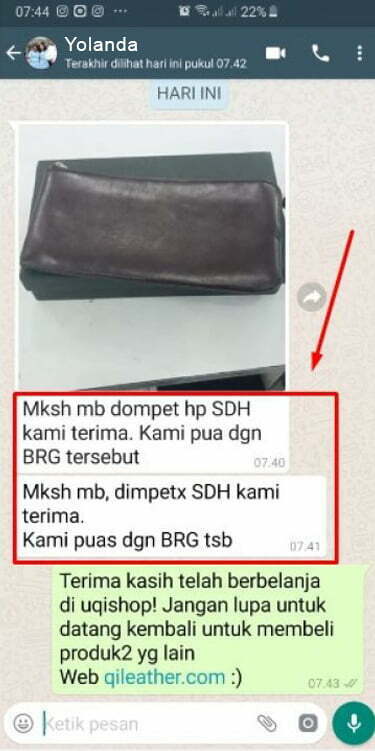 07:44 22%
Yolanda
Terakhir dilihat hari ini pukul 07.42
HARI INI
Mksh mb dompet hp SDH
kami terima. Kami pua dgn
BRG tersebut
07.40
Mksh mb, dimpetx SDH kami
terima.
Kami puas dgn BRG tsb
07.41
Terima kasih telah berbelanja
di uqishop! Jangan lupa untuk
datang kembali untuk membeli
produk2 yg lain
Web qileather.com :)
07.43
Ketik pesan